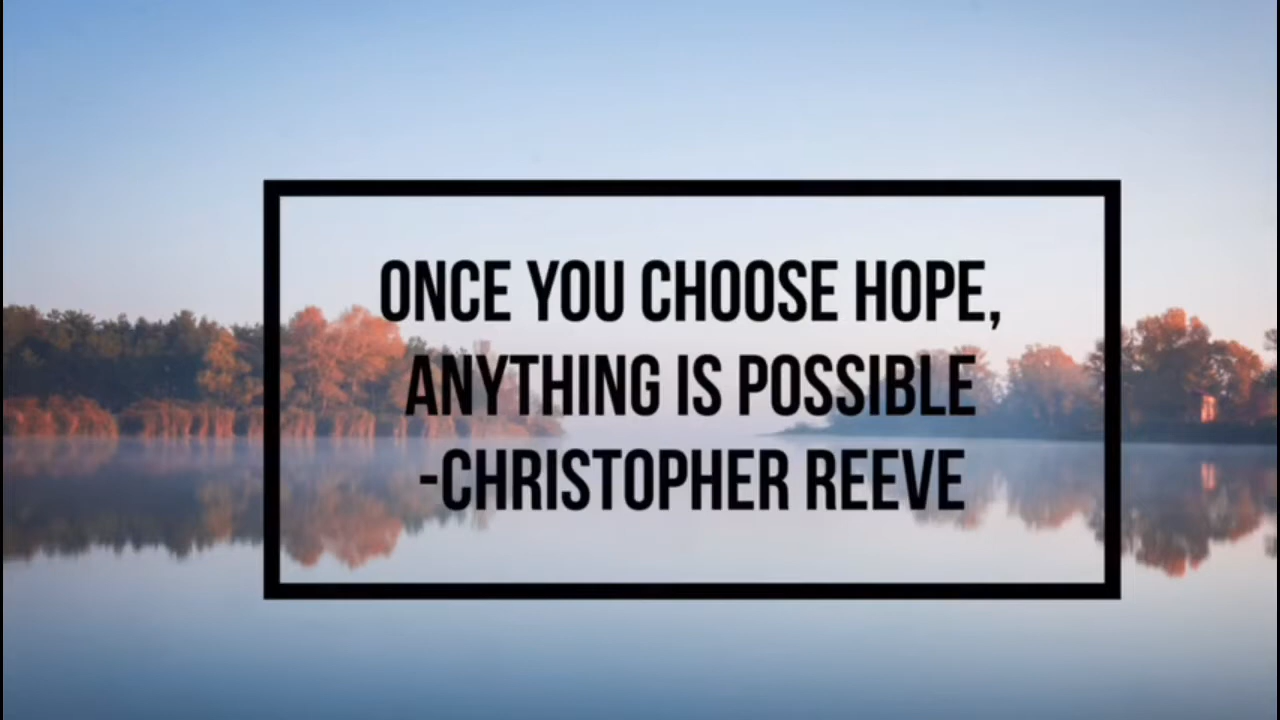 ONCE YOU CHOOSE HOPE,
ANYTHING IS POSSIBLE
-CHRISTOPHER REEVE